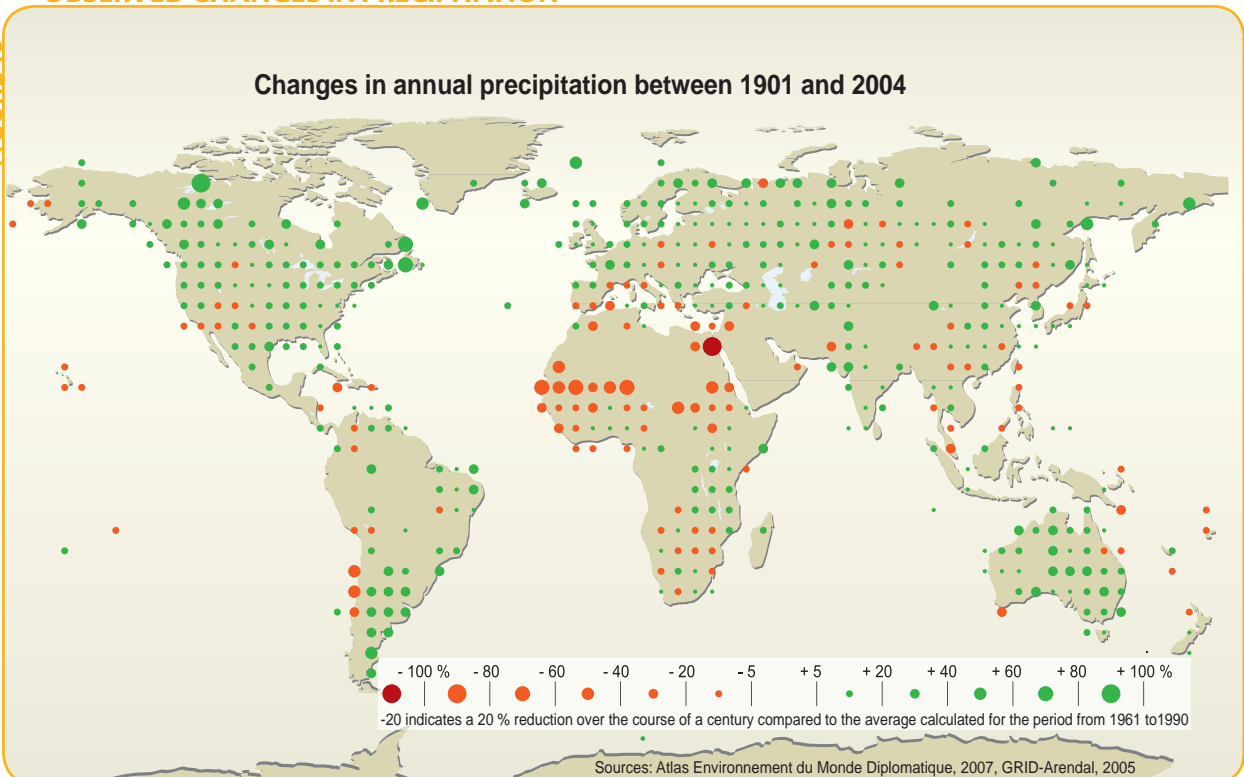 Changes in annual precipitation between 1901 and 2004
- 100 % - 80 - 60 - 40 - 20 - 5 + 5 + 20 + 40 + 60 + 80 + 100 %
-20 indicates a 20 % reduction over the course of a century compared to the average calculated for the period from 1961 to1990
Sources: Atlas Environnement du Monde Diplomatique, 2007, GRID-Arendal, 2005